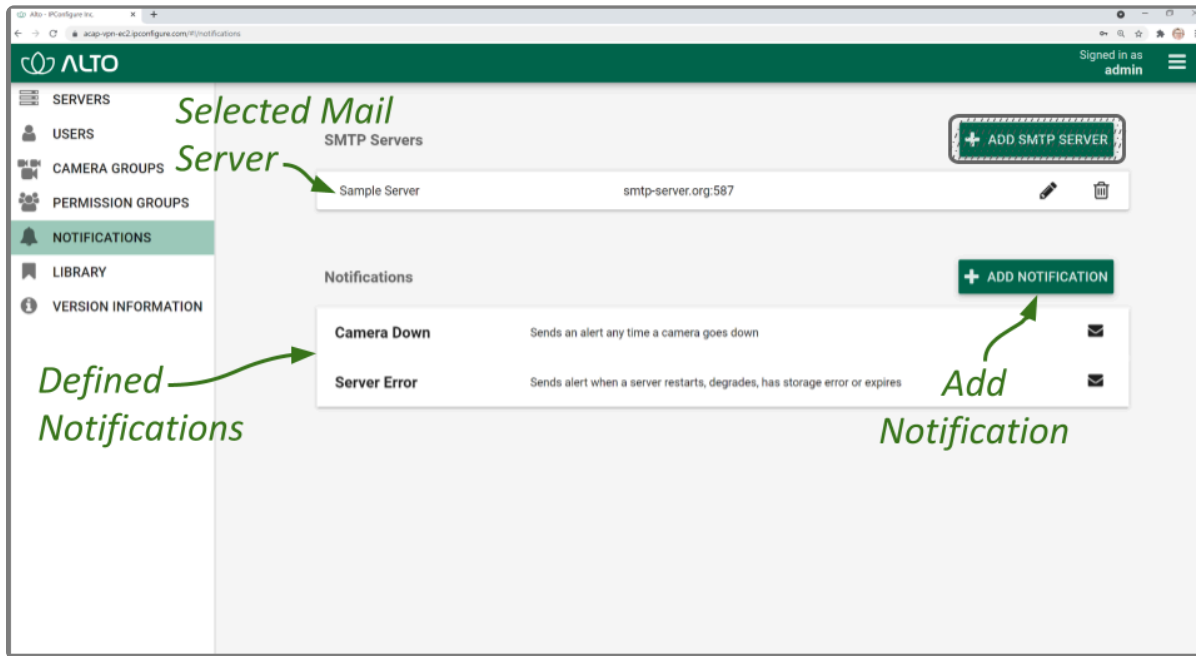 Alto - IPConfigure Inc.
acap-vpn-ec2.ipconfigure.com/#!/notifications
ALTO
Signed in as
admin
SERVERS
USERS
CAMERA GROUPS
PERMISSION GROUPS
NOTIFICATIONS
LIBRARY
VERSION INFORMATION
Selected Mail
Server
SMTP Servers
ADD SMTP SERVER
Sample Server smtp-server.org:587
Notifications
ADD NOTIFICATION
Camera Down Sends an alert any time a camera goes down
Server Error Sends alert when a server restarts, degrades, has storage error or expires
Defined
Notifications
Add
Notification